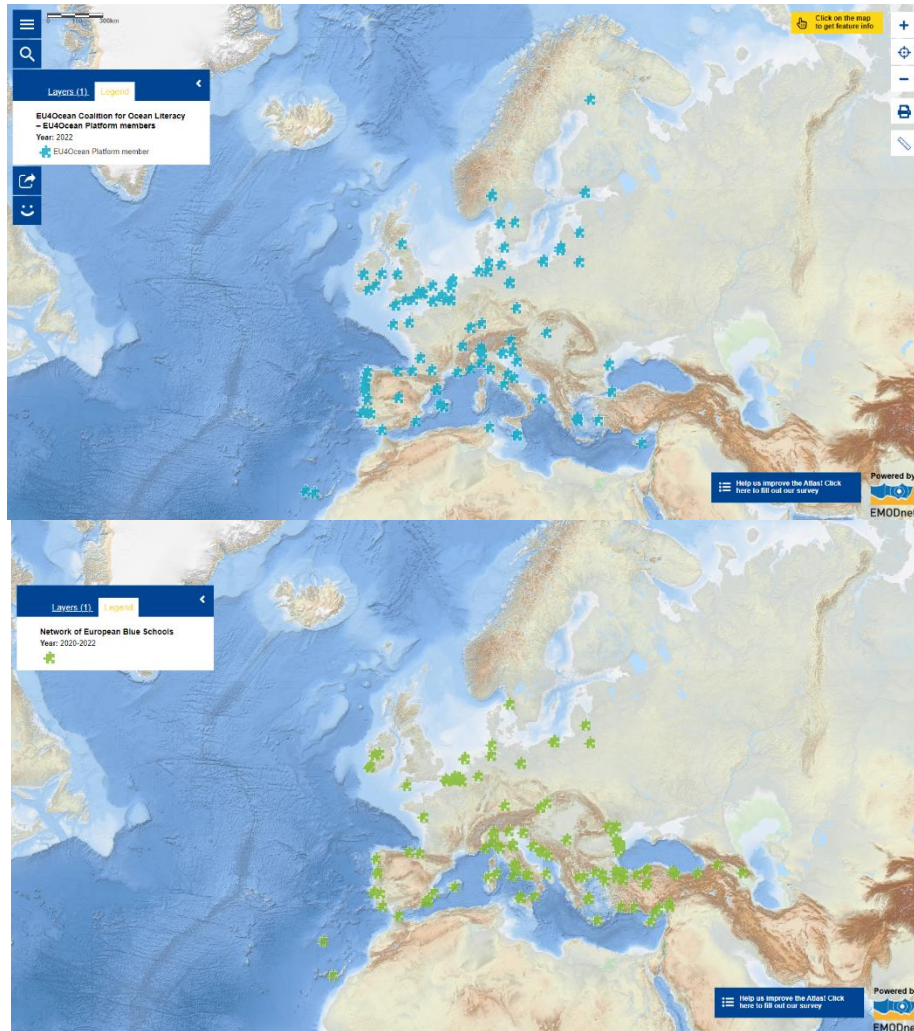 0 150 300km
Click on the map
to get feature info
Layers (1) Legend
EU4Ocean Coalition for Ocean Literacy
– EU4Ocean Platform members
Year: 2022
EU4Ocean Platform member
Help us improve the Atlas! Click
here to fill out our survey
Powered by
EMODnet
Layers (1) Legend
Network of European Blue Schools
Year: 2020-2022
Help us improve the Atlas! Click
here to fill out our survey
Powered by
EMODnet